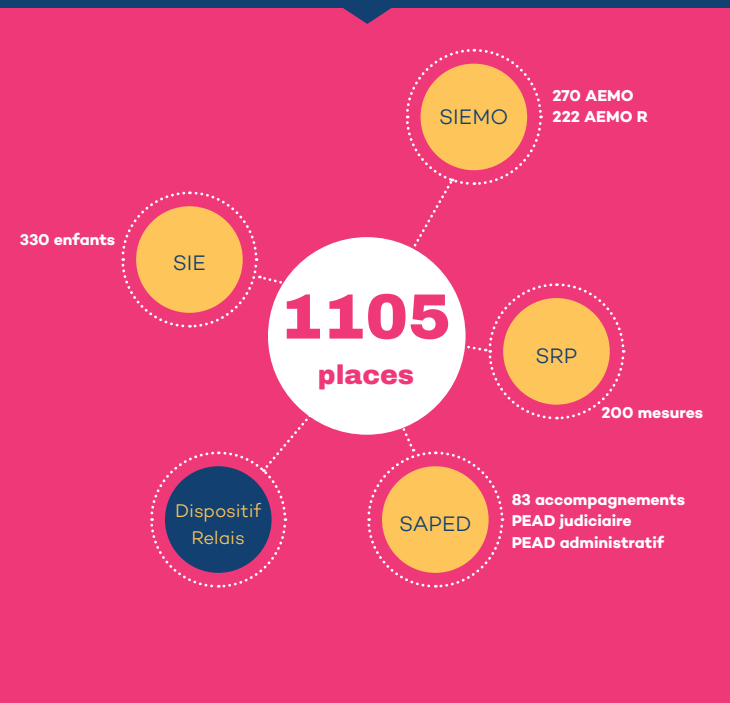 SIEMO
270 AEMO
222 AEMO R
330 enfants
SIE
1105
places
SRP
200 mesures
Dispositif
Relais
SAPED
83 accompagnements
PEAD judiciaire
PEAD administratif